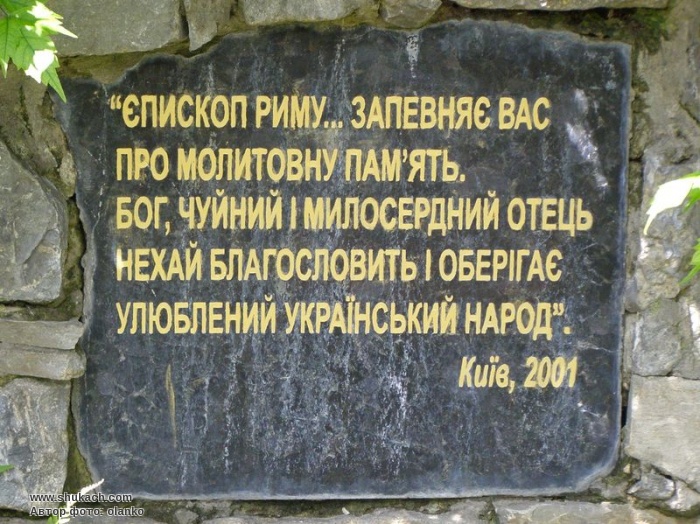 “ЄПИСКОП РИМУ... ЗАПЕВНЯЄ ВАС
ПРО МОЛИТОВНУ ПАМ’ЯТЬ.
БОГ, ЧУЙНИЙ І МИЛОСЕРДНИЙ ОТЕЦЬ
НЕХАЙ БЛАГОСЛОВИТЬ І ОБЕРІГАЄ
УЛЮБЛЕНИЙ УКРАЇНСЬКИЙ НАРОД”.
Київ, 2001
www.shukach.com
Автор фото: olanko